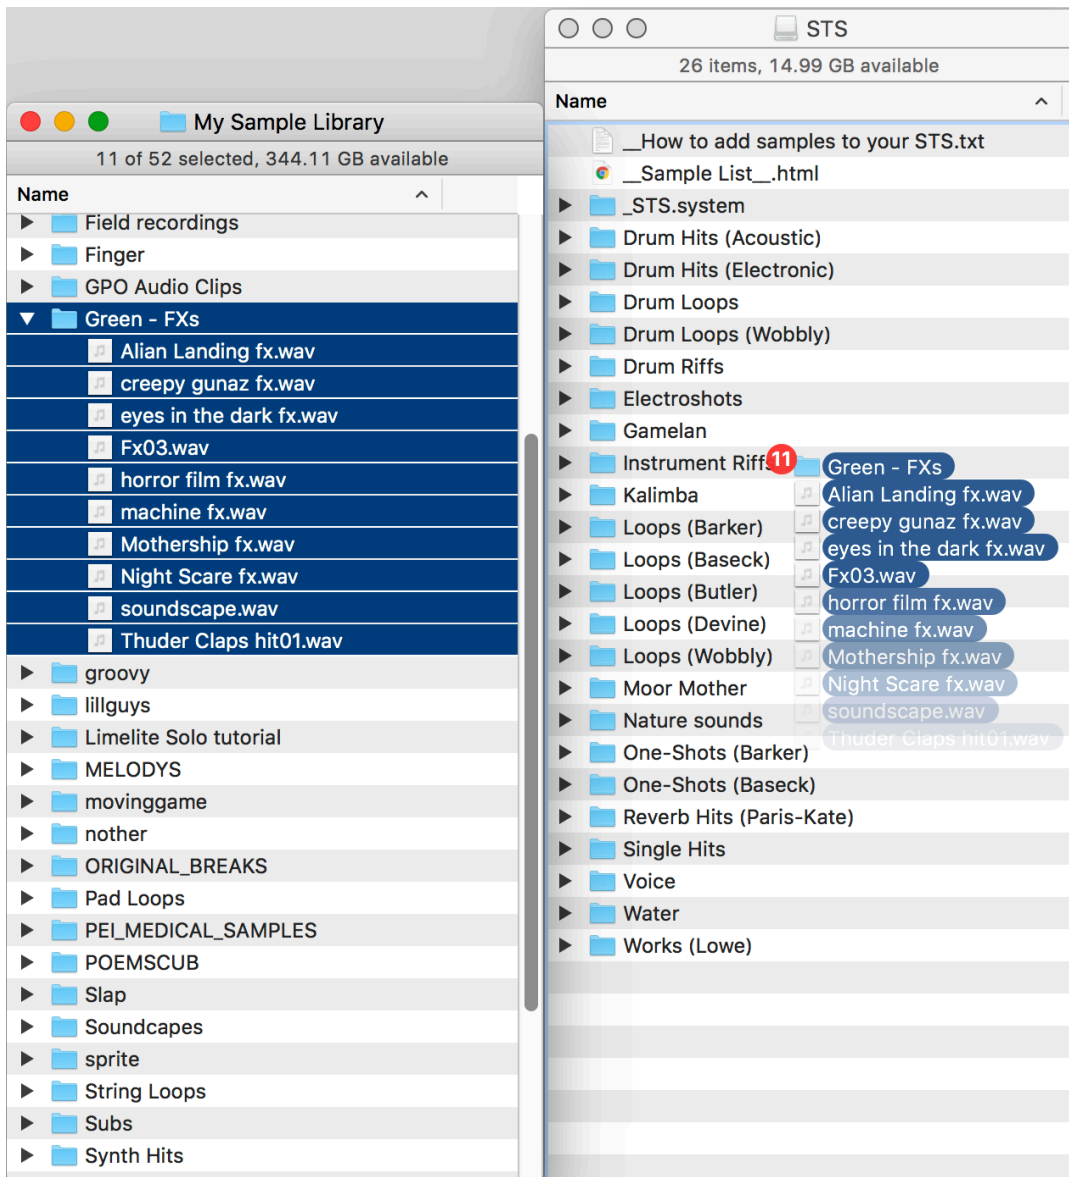 My Sample Library
11 of 52 selected, 344.11 GB available
Name
Field recordings
Finger
GPO Audio Clips
Green - FXs
Alian Landing fx.wav
creepy gunaz fx.wav
eyes in the dark fx.wav
Fx03.wav
horror film fx.wav
machine fx.wav
Mothership fx.wav
Night Scare fx.wav
soundscape.wav
Thuder Claps hit01.wav
groovy
lillguys
Limelite Solo tutorial
MELODYS
movinggame
nother
ORIGINAL_BREAKS
Pad Loops
PEI_MEDICAL_SAMPLES
POEMSCUB
Slap
Soundcapes
sprite
String Loops
Subs
Synth Hits
STS
26 items, 14.99 GB available
Name
__How to add samples to your STS.txt
__Sample List__.html
_STS.system
Drum Hits (Acoustic)
Drum Hits (Electronic)
Drum Loops
Drum Loops (Wobbly)
Drum Riffs
Electroshots
Gamelan
Instrument Riffs
Kalimba
Loops (Barker)
Loops (Baseck)
Loops (Butler)
Loops (Devine)
Loops (Wobbly)
Moor Mother
Nature sounds
One-Shots (Barker)
One-Shots (Baseck)
Reverb Hits (Paris-Kate)
Single Hits
Voice
Water
Works (Lowe)
11
Green - FXs
Alian Landing fx.wav
creepy gunaz fx.wav
eyes in the dark fx.wav
Fx03.wav
horror film fx.wav
machine fx.wav
Mothership fx.wav
Night Scare fx.wav
soundscape.wav
Thuder Claps hit01.wav